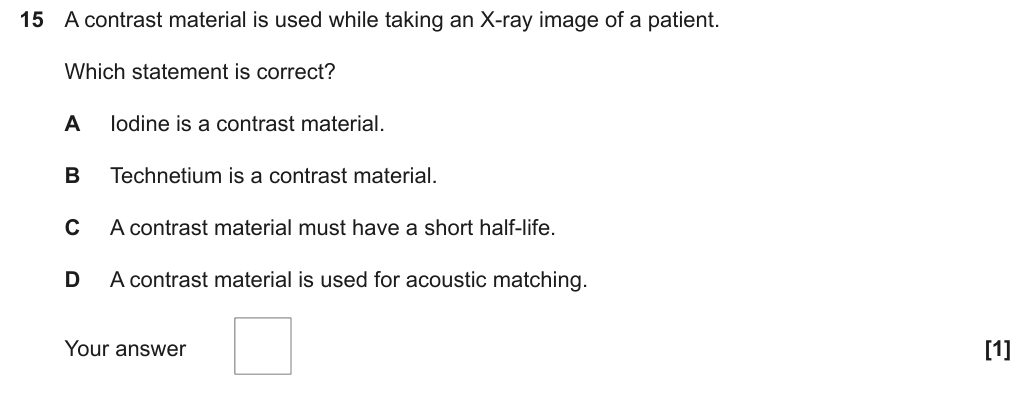 15 A contrast material is used while taking an X-ray image of a patient.
Which statement is correct?
A Iodine is a contrast material.
B Technetium is a contrast material.
C A contrast material must have a short half-life.
D A contrast material is used for acoustic matching.
Your answer [1]